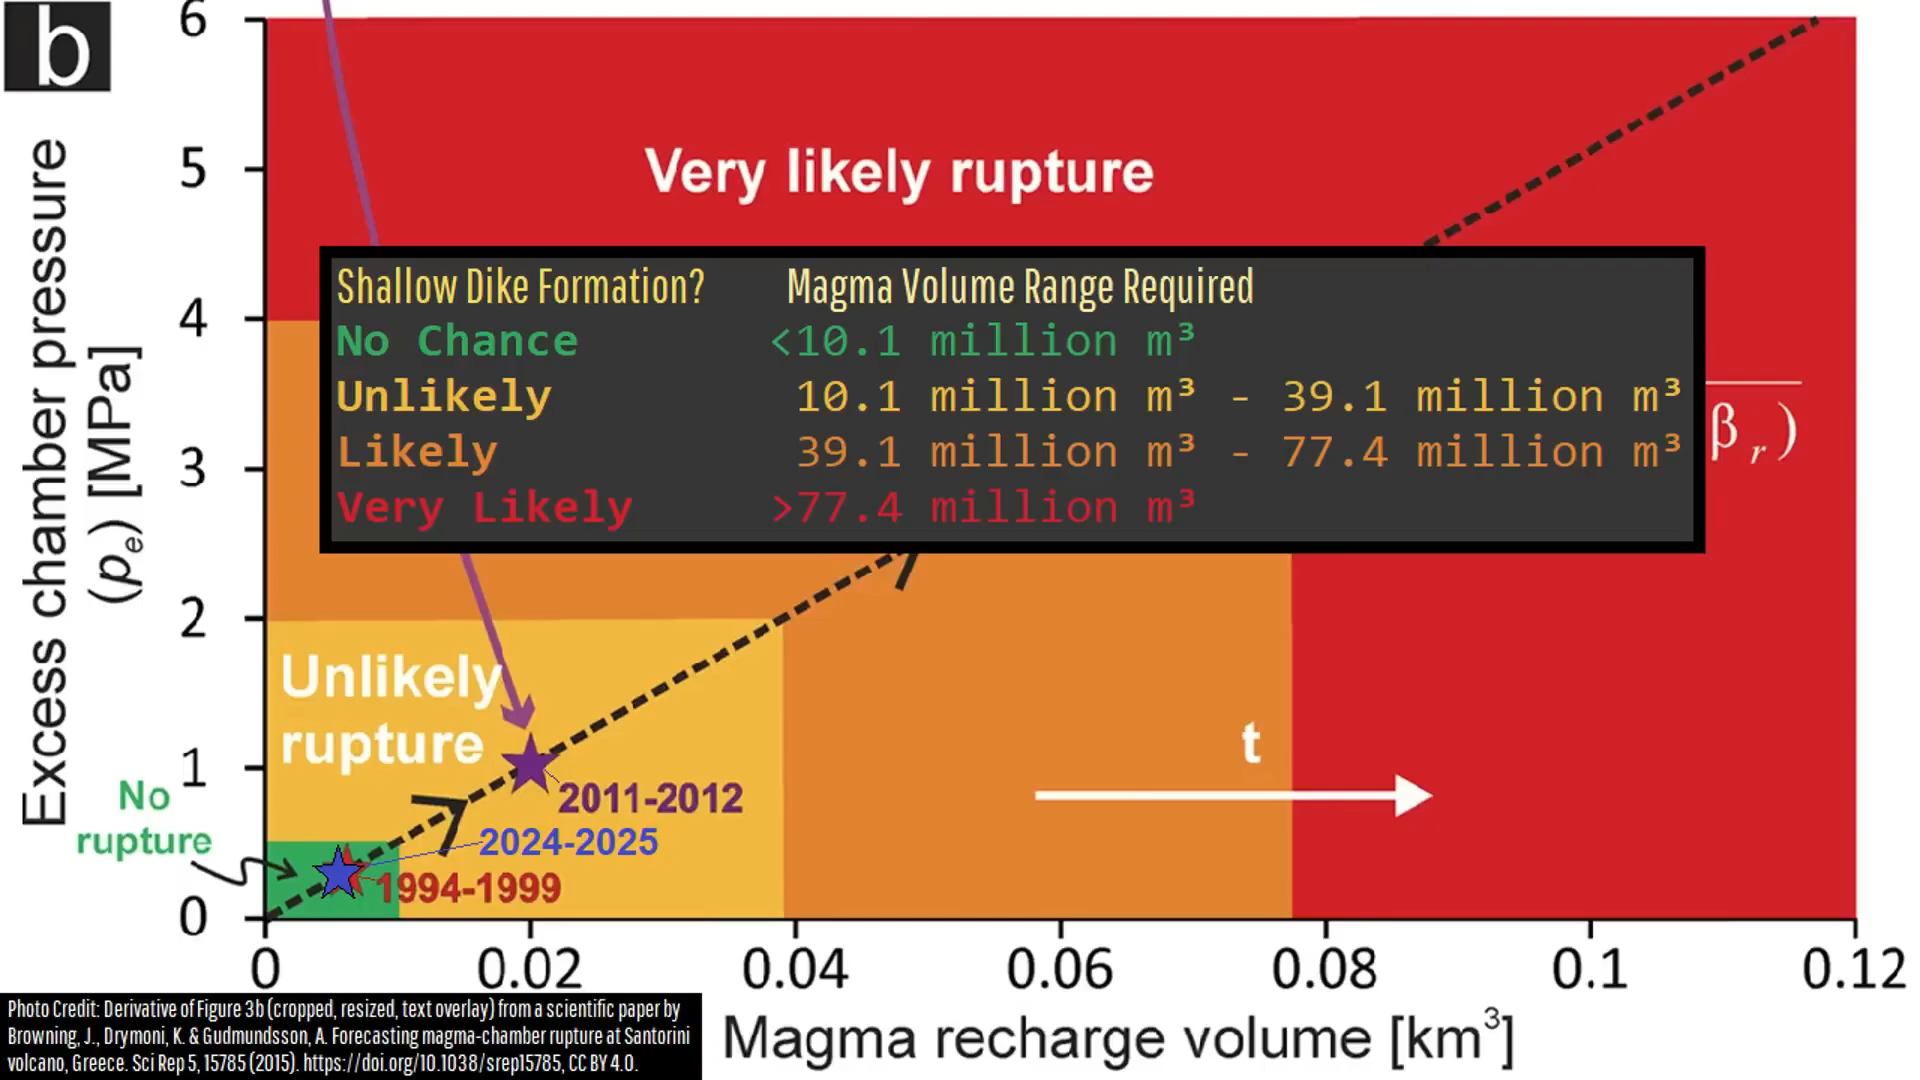 b
Excess chamber pressure
(pe) [MPa]
6
5
4
3
2
1
0
Very likely rupture
Shallow Dike Formation? Magma Volume Range Required
No Chance <10.1 million m³
Unlikely 10.1 million m³ - 39.1 million m³
Likely 39.1 million m³ - 77.4 million m³
Very Likely >77.4 million m³
βr)
Unlikely
rupture
t
No
rupture
2011-2012
2024-2025
1994-1999
0 0.02 0.04 0.06 0.08 0.1 0.12
Magma recharge volume [km³]
Photo Credit: Derivative of Figure 3b (cropped, resized, text overlay) from a scientific paper by
Browning, J., Drymoni, K. & Gudmundsson, A. Forecasting magma-chamber rupture at Santorini
volcano, Greece. Sci Rep 5, 15785 (2015). https://doi.org/10.1038/srep15785, CC BY 4.0.